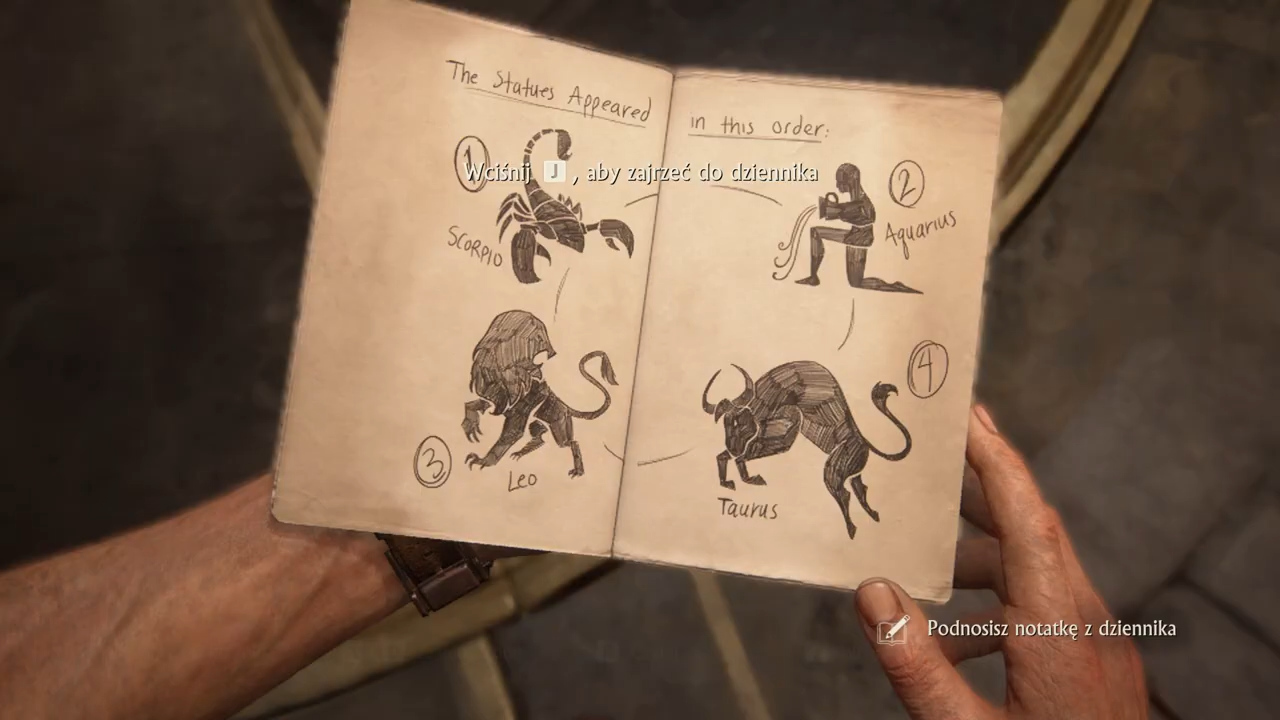 The Statues Appeared
in this order:
Wciśnij J , aby zajrzeć do dziennika
1
SCORPIO
2
Aquarius
3
Leo
4
Taurus
Podnosisz notatkę z dziennika